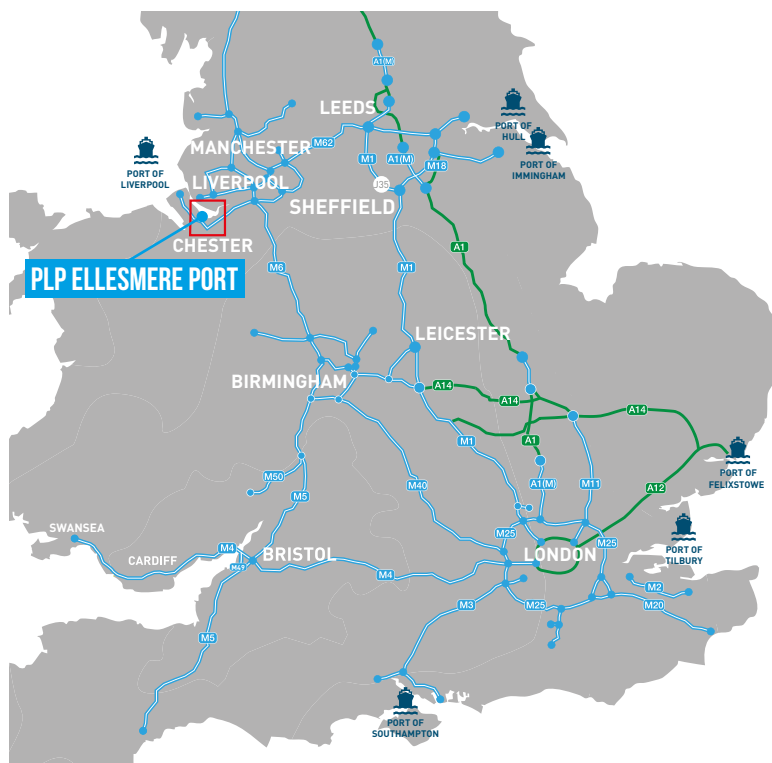 A1(M)
LEEDS
PORT OF
HULL
MANCHESTER
M62
M1
A1(M)
M18
PORT OF
IMMINGHAM
PORT OF
LIVERPOOL
LIVERPOOL
J35
SHEFFIELD
CHESTER
A1
PLP ELLESMERE PORT
M6
M1
LEICESTER
BIRMINGHAM
A14
A14
A14
M1
A1
M50
M5
M40
A1(M)
M11
A12
PORT OF
FELIXSTOWE
SWANSEA
CARDIFF
M4
M49
BRISTOL
M25
LONDON
M25
PORT OF
TILBURY
M4
M3
M25
M2
M20
M5
PORT OF
SOUTHAMPTON